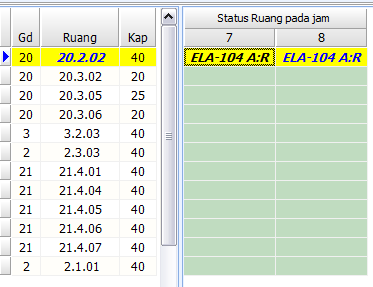 Status Ruang pada jam
Gd Ruang Kap 7 8
20 20.2.02 40 ELA-104 A:R ELA-104 A:R
20 20.3.02 20
20 20.3.05 25
20 20.3.06 20
3 3.2.03 40
2 2.3.03 40
21 21.4.01 40
21 21.4.04 40
21 21.4.05 40
21 21.4.06 40
21 21.4.07 40
2 2.1.01 40